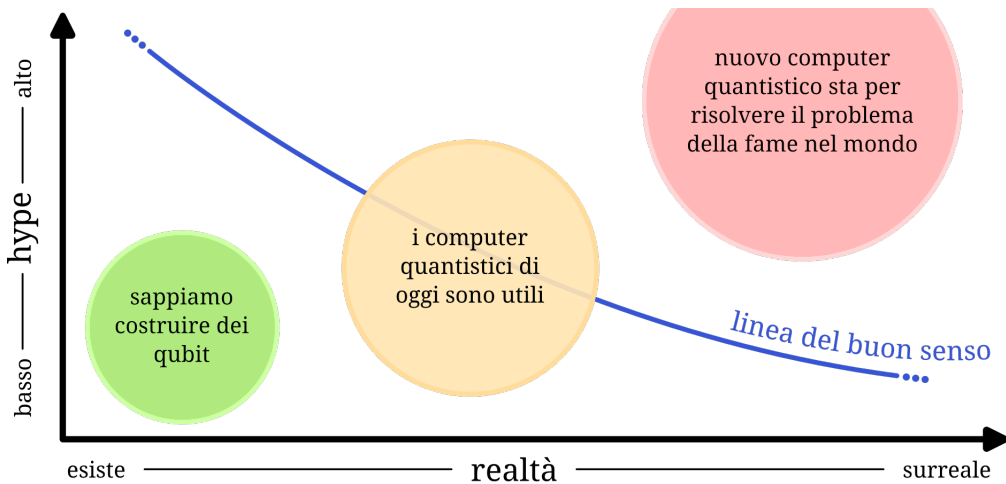 nuovo computer
quantistico sta per
risolvere il problema
della fame nel mondo
alto
hype
basso
i computer
quantistici di
oggi sono utili
sappiamo
costruire dei
qubit
linea del buon senso
esiste
realtà
surreale